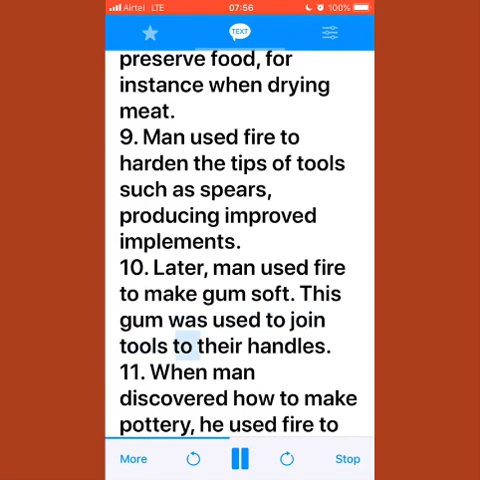 Airtel LTE 07:56 100%
TEXT
preserve food, for
instance when drying
meat.
9. Man used fire to
harden the tips of tools
such as spears,
producing improved
implements.
10. Later, man used fire
to make gum soft. This
gum was used to join
tools to their handles.
11. When man
discovered how to make
pottery, he used fire to
More Stop